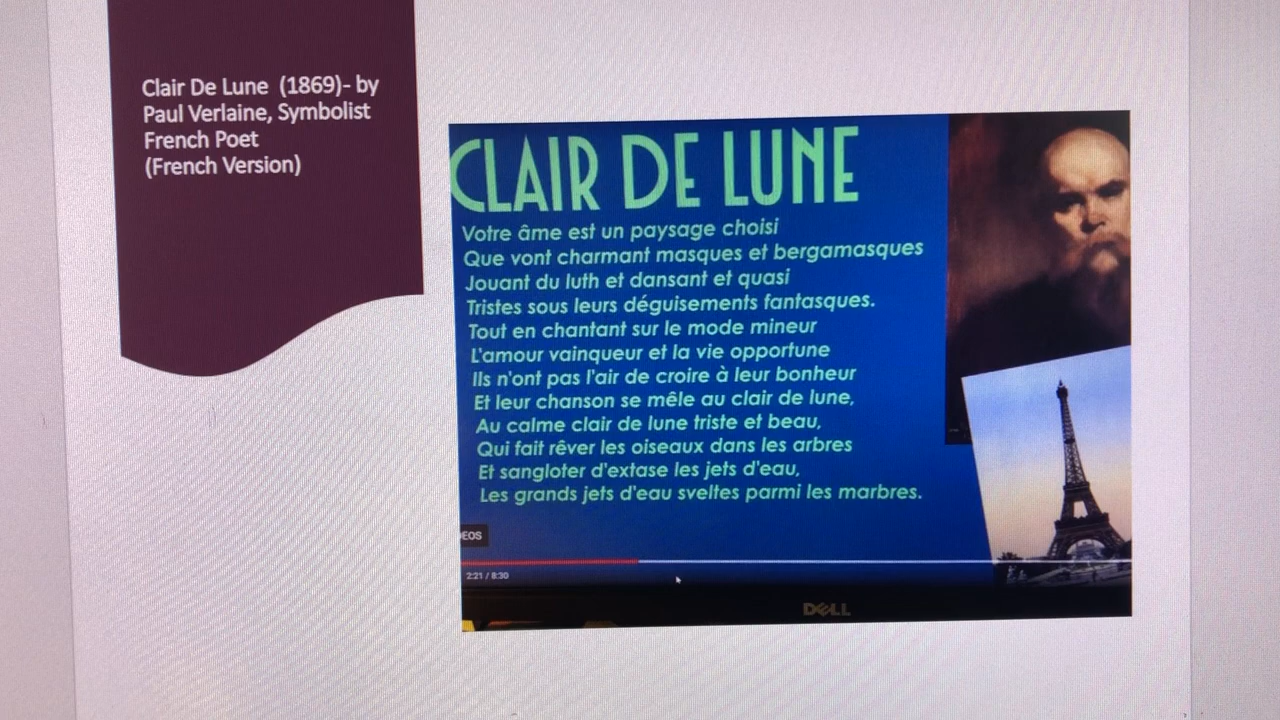 Clair De Lune (1869)- by
Paul Verlaine, Symbolist
French Poet
(French Version)
CLAIR DE LUNE
Votre âme est un paysage choisi
Que vont charmant masques et bergamasques
Jouant du luth et dansant et quasi
Tristes sous leurs déguisements fantasques.
Tout en chantant sur le mode mineur
L'amour vainqueur et la vie opportune
Ils n'ont pas l'air de croire à leur bonheur
Et leur chanson se mêle au clair de lune,
Au calme clair de lune triste et beau,
Qui fait rêver les oiseaux dans les arbres
Et sangloter d'extase les jets d'eau,
Les grands jets d'eau sveltes parmi les marbres.
EOS
2:21 / 8:30
DELL